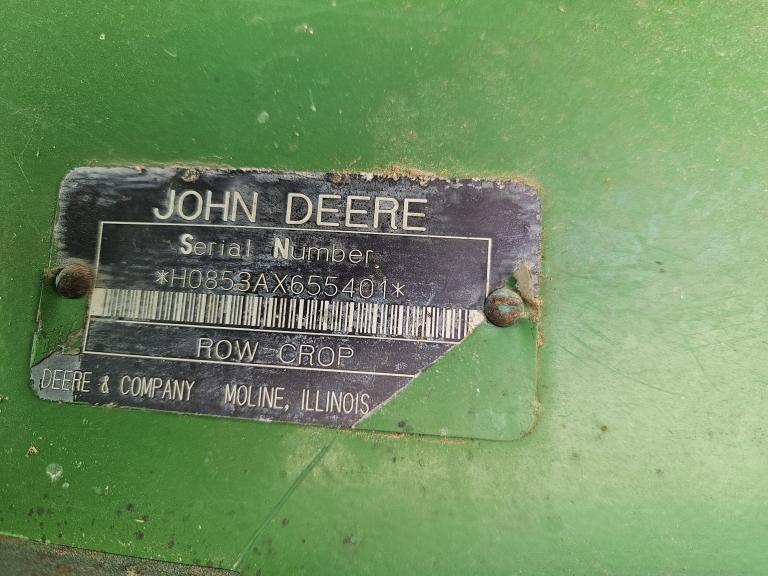 JOHN DEERE
Serial Number
*H0853AX655401*
ROW-CROP
DEERE & COMPANY MOLINE, ILLINOIS